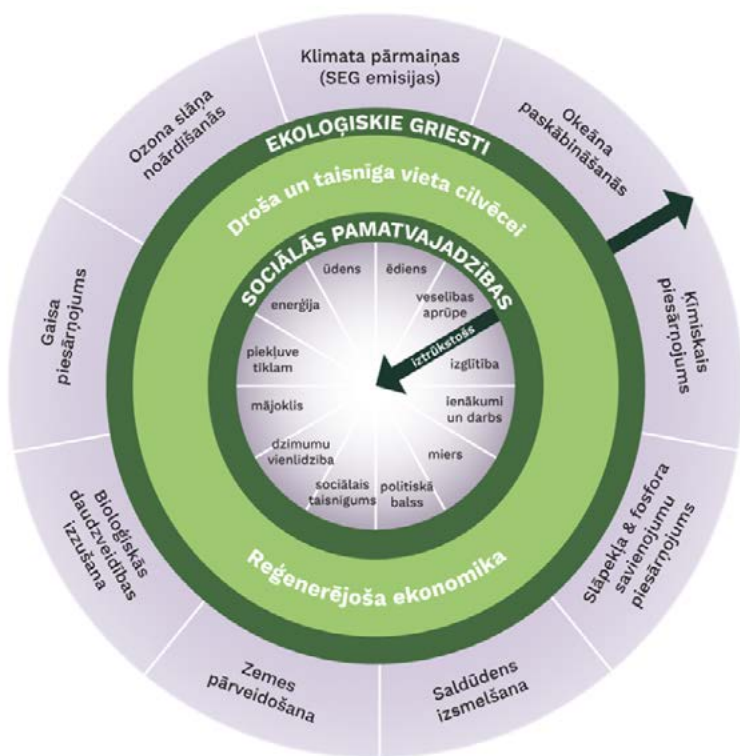 Klimata pārmaiņas
(SEG emisijas)
Okeāna
paskābināšanās
Ķīmiskais
piesārņojums
Slāpekļa & fosfora
savienojumu
piesārņojums
Saldūdens
izsmelšana
Zemes
pārveidošana
Bioloģiskās
daudzveidības
izzušana
Gaisa
piesārņojums
Ozona slāņa
noārdīšanās
EKOLOĢISKIE GRIESTI
Droša un taisnīga vieta cilvēcei
SOCIĀLĀS PAMATVAJADZĪBAS
ūdens
ēdiens
veselības
aprūpe
iztrūkstošs
izglītība
ienākumi
un darbs
miers
politiskā
balss
sociālais
taisnigums
dzimumu
vienlīdzība
mājoklis
piekļuve
tīklam
enerģija
Reģenerējoša ekonomika